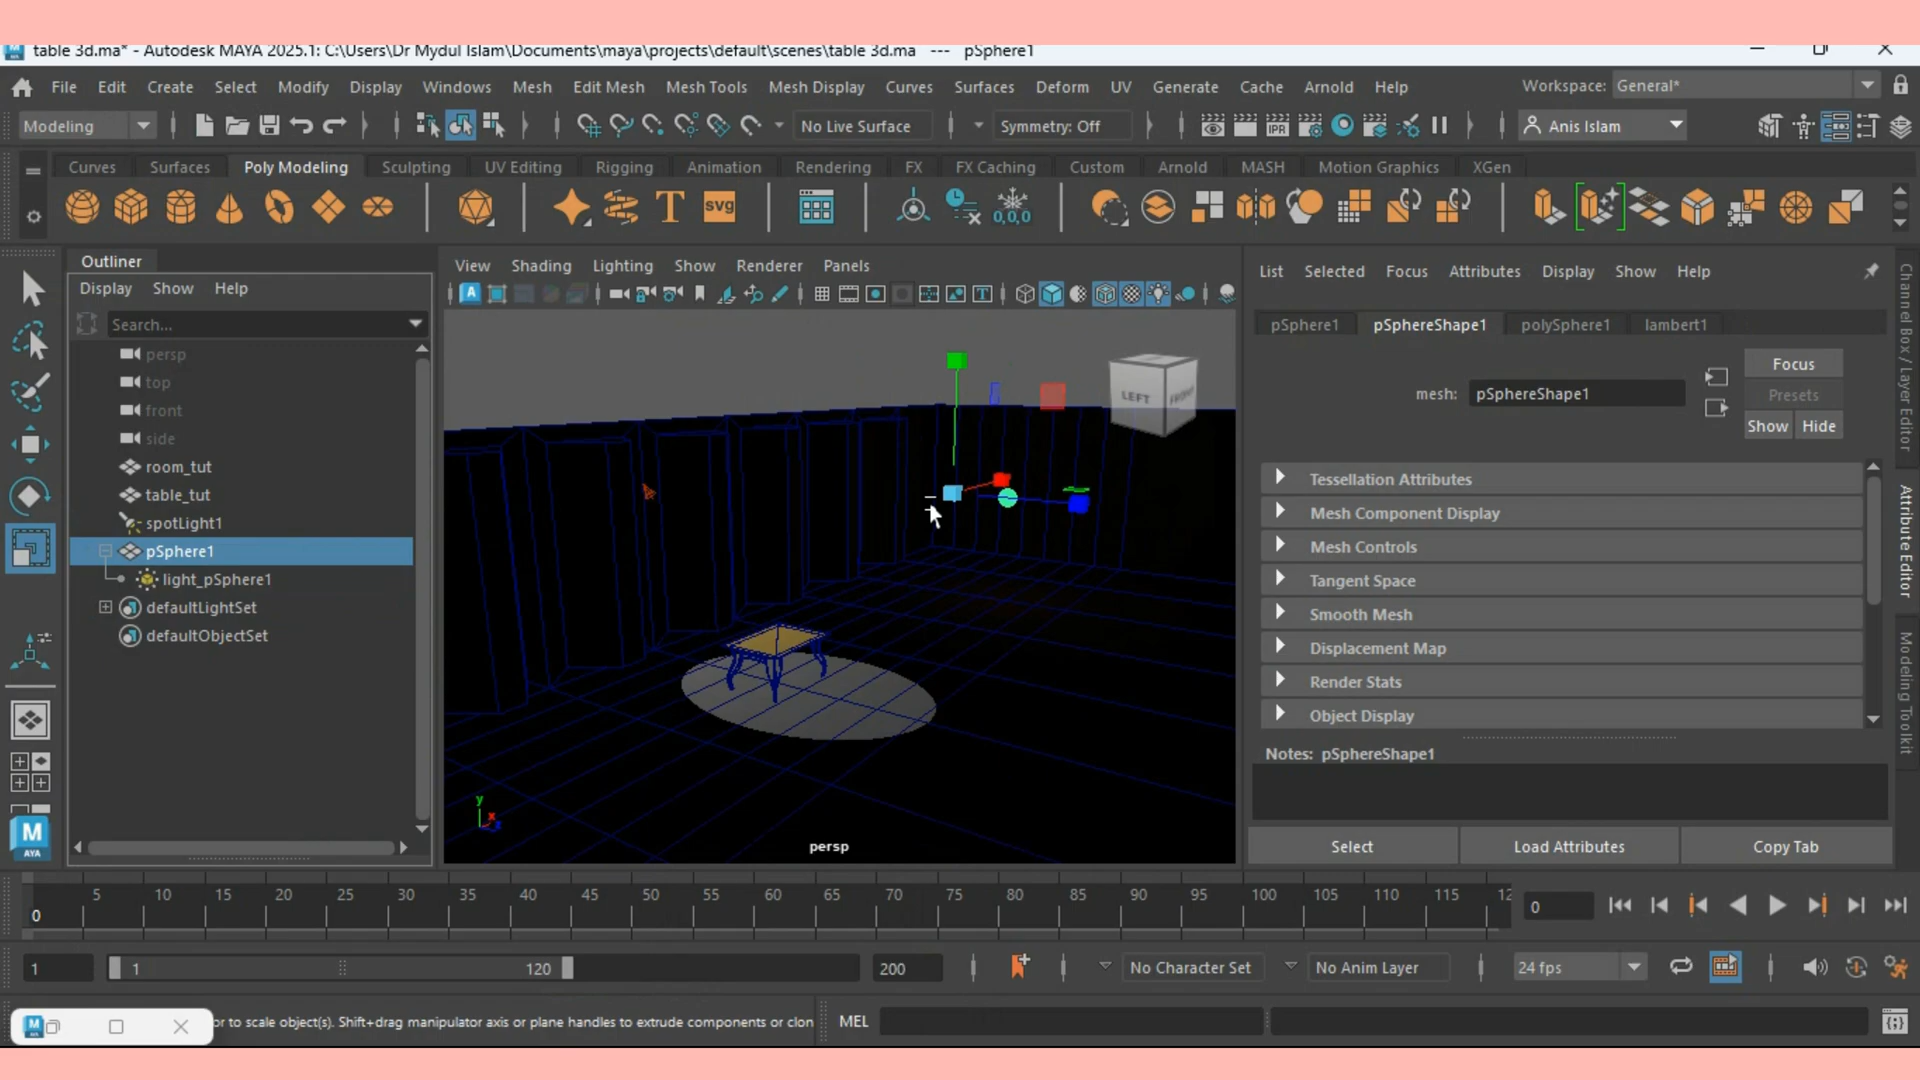 table 3d.ma* - Autodesk MAYA 2025.1: C:\Users\Dr Mydul Islam\Documents\maya\projects\default\scenes\table 3d.ma --- pSphere1
File Edit Create Select Modify Display Windows Mesh Edit Mesh Mesh Tools Mesh Display Curves Surfaces Deform UV Generate Cache Arnold Help Workspace: General*
Modeling No Live Surface Symmetry: Off IPR Anis Islam
Curves Surfaces Poly Modeling Sculpting UV Editing Rigging Animation Rendering FX FX Caching Custom Arnold MASH Motion Graphics XGen
T svg 0,0,0
Outliner
Display Show Help
Search...
persp
top
front
side
room_tut
table_tut
spotLight1
pSphere1
light_pSphere1
defaultLightSet
defaultObjectSet
View Shading Lighting Show Renderer Panels
A T
LEFT FRONT
y
x
z
persp
List Selected Focus Attributes Display Show Help
pSphere1 pSphereShape1 polySphere1 lambert1
Focus
mesh: pSphereShape1
Presets
Show Hide
Tessellation Attributes
Mesh Component Display
Mesh Controls
Tangent Space
Smooth Mesh
Displacement Map
Render Stats
Object Display
Notes: pSphereShape1
Select Load Attributes Copy Tab
Channel Box / Layer Editor
Attribute Editor
Modeling Toolkit
M
AYA
5 10 15 20 25 30 35 40 45 50 55 60 65 70 75 80 85 90 95 100 105 110 115 12
0 0
1 1 120 200 No Character Set No Anim Layer 24 fps
M or to scale object(s). Shift+drag manipulator axis or plane handles to extrude components or clon MEL